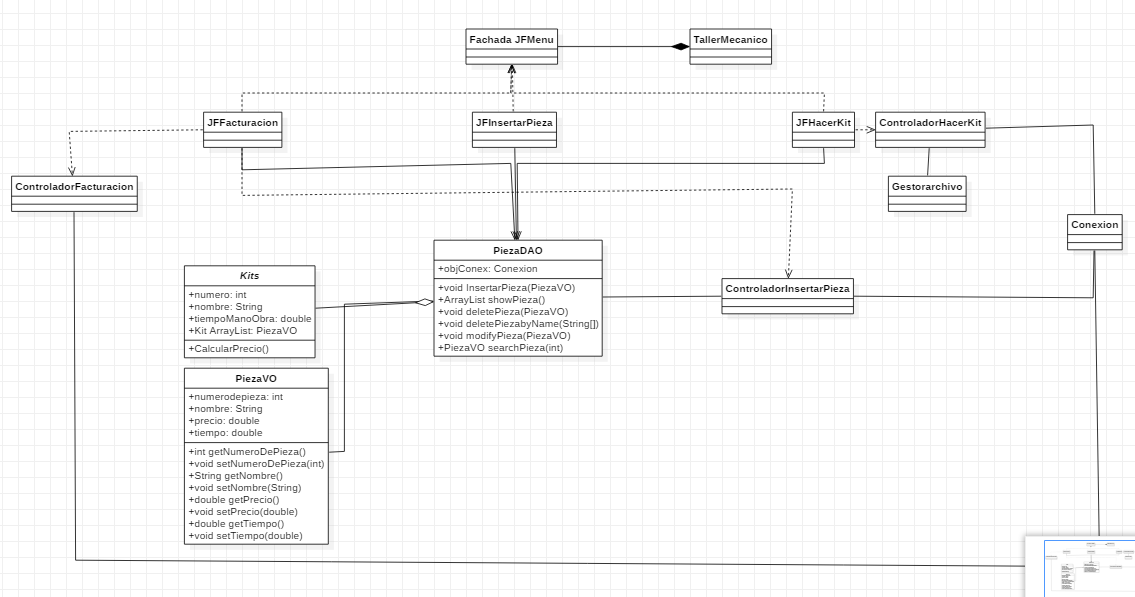 Fachada JFMenu
TallerMecanico
JFFacturacion
JFInsertarPieza
JFHacerKit
ControladorHacerKit
ControladorFacturacion
Gestorarchivo
Conexion
PiezaDAO
+objConex: Conexion
+void InsertarPieza(PiezaVO)
+ArrayList showPieza()
+void deletePieza(PiezaVO)
+void deletePiezabyName(String[])
+void modifyPieza(PiezaVO)
+PiezaVO searchPieza(int)
Kits
+numero: int
+nombre: String
+tiempoManoObra: double
+Kit ArrayList: PiezaVO
+CalcularPrecio()
ControladorInsertarPieza
PiezaVO
+numerodepieza: int
+nombre: String
+precio: double
+tiempo: double
+int getNumeroDePieza()
+void setNumeroDePieza(int)
+String getNombre()
+void setNombre(String)
+double getPrecio()
+void setPrecio(double)
+double getTiempo()
+void setTiempo(double)